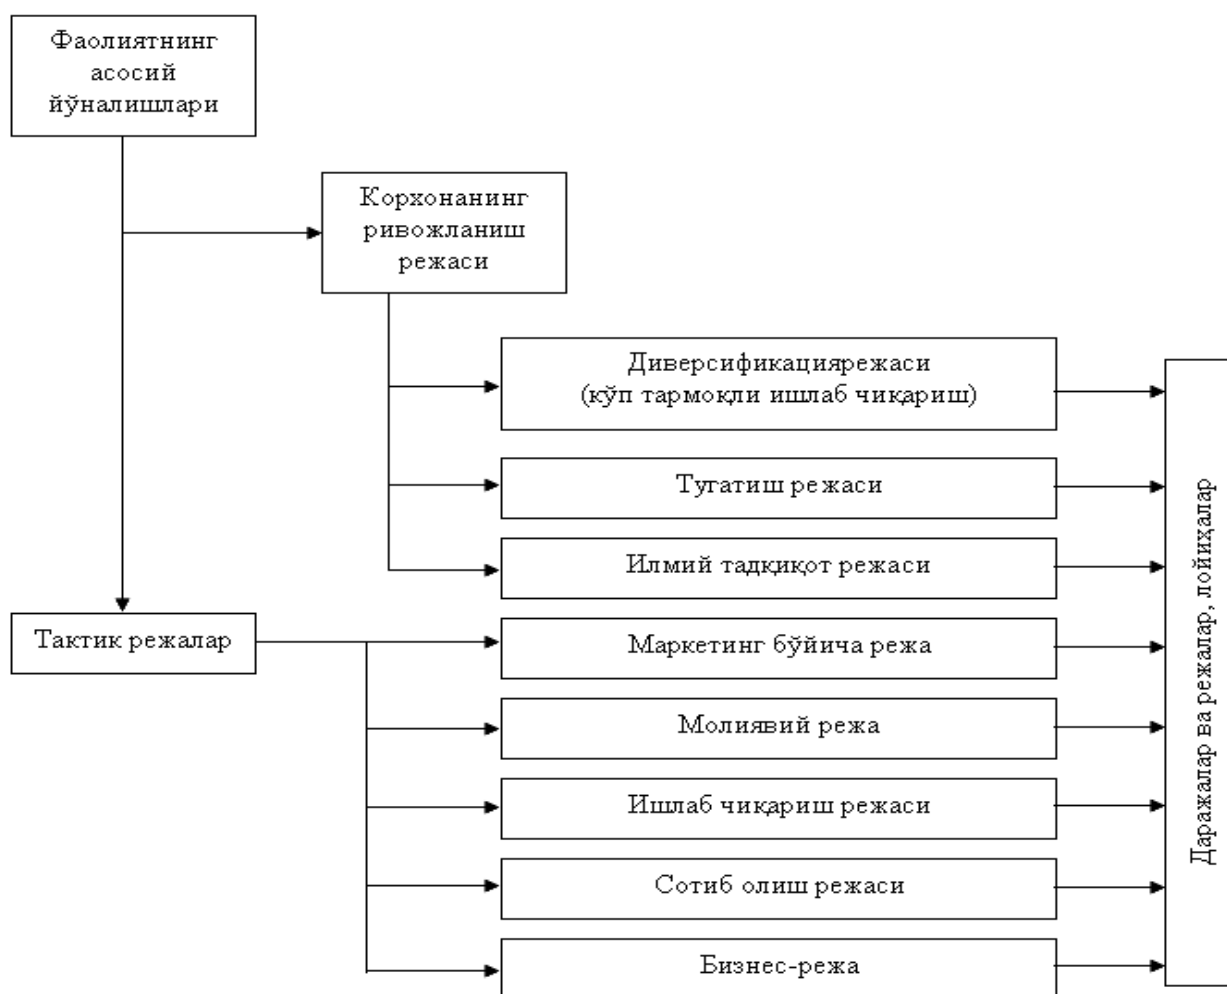 Фаолиятнинг
асосий
йўналишлари
Корхонанинг
ривожланиш
режаси
Диверсификациярежаси
(кўп тармоқли ишлаб чиқариш)
Тугатиш режаси
Илмий тадқиқот режаси
Тактик режалар
Маркетинг бўйича режа
Молиявий режа
Ишлаб чиқариш режаси
Сотиб олиш режаси
Бизнес-режа
Даражалар ва режалар, лойиҳалар